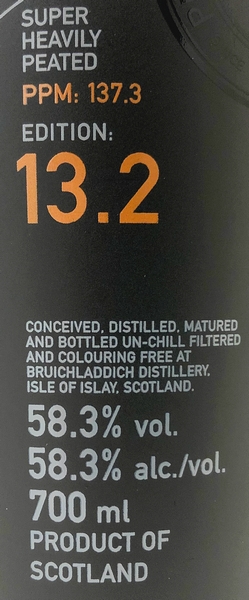 SUPER
HEAVILY
PEATED
PPM: 137.3
EDITION:
13.2
CONCEIVED, DISTILLED, MATURED
AND BOTTLED UN-CHILL FILTERED
AND COLOURING FREE AT
BRUICHLADDICH DISTILLERY,
ISLE OF ISLAY, SCOTLAND.
58.3% vol.
58.3% alc./vol.
700 ml
PRODUCT OF
SCOTLAND